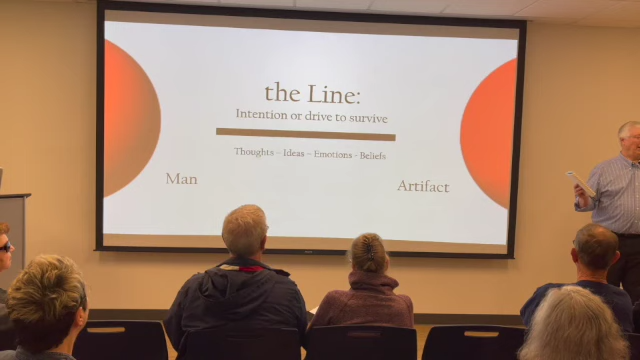 the Line:
Intention or drive to survive
Thoughts - Ideas - Emotions - Beliefs
Man
Artifact